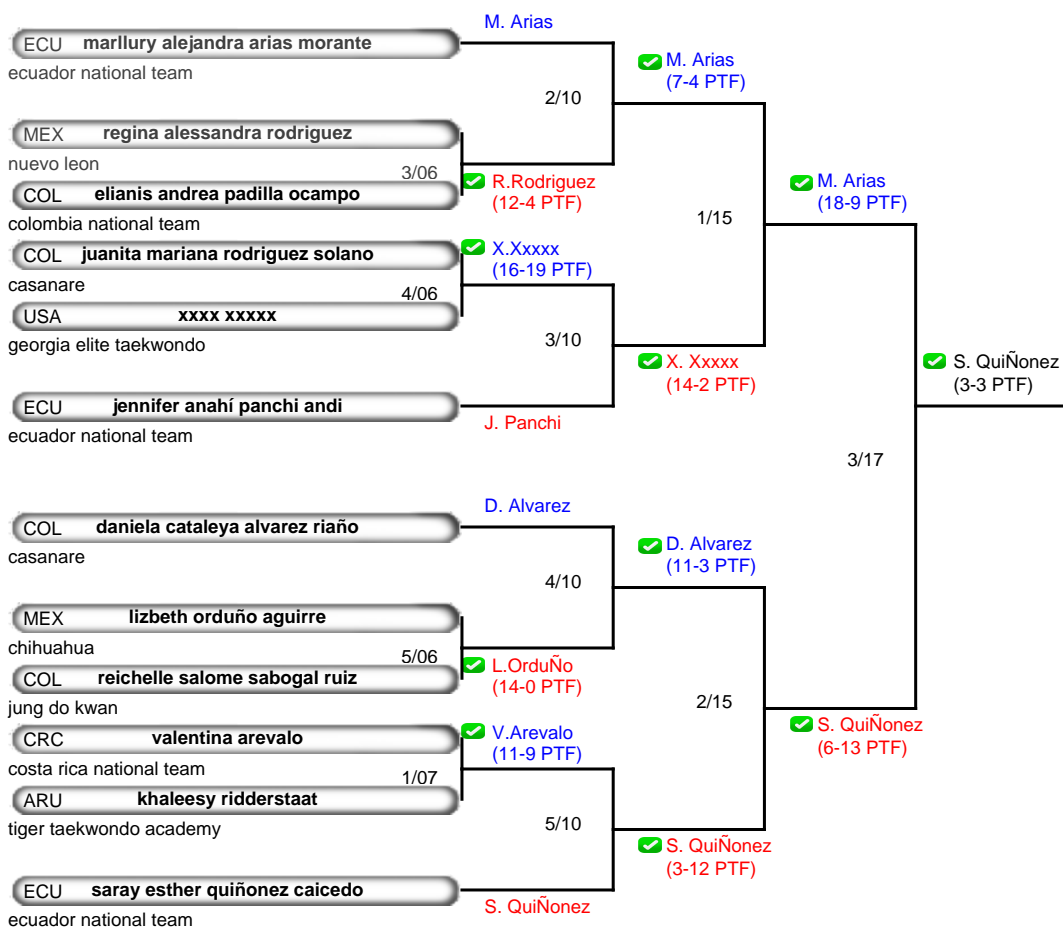 M. Arias
ECU marllury alejandra arias morante
ecuador national team
M. Arias
(7-4 PTF)
2/10
MEX regina alessandra rodriguez
nuevo leon
3/06
R.Rodriguez
(12-4 PTF)
COL elianis andrea padilla ocampo
colombia national team
M. Arias
(18-9 PTF)
1/15
COL juanita mariana rodriguez solano
casanare
X.Xxxxx
(16-19 PTF)
4/06
USA xxxx xxxxx
georgia elite taekwondo
3/10
X. Xxxxx
(14-2 PTF)
S. QuiÑonez
(3-3 PTF)
ECU jennifer anahí panchi andi
ecuador national team
J. Panchi
3/17
D. Alvarez
COL daniela cataleya alvarez riaño
casanare
D. Alvarez
(11-3 PTF)
4/10
MEX lizbeth orduño aguirre
chihuahua
5/06
L.OrduÑo
(14-0 PTF)
COL reichelle salome sabogal ruiz
jung do kwan
2/15
S. QuiÑonez
(6-13 PTF)
CRC valentina arevalo
costa rica national team
V.Arevalo
(11-9 PTF)
1/07
ARU khaleesy ridderstaat
tiger taekwondo academy
5/10
S. QuiÑonez
(3-12 PTF)
ECU saray esther quiñonez caicedo
ecuador national team
S. QuiÑonez